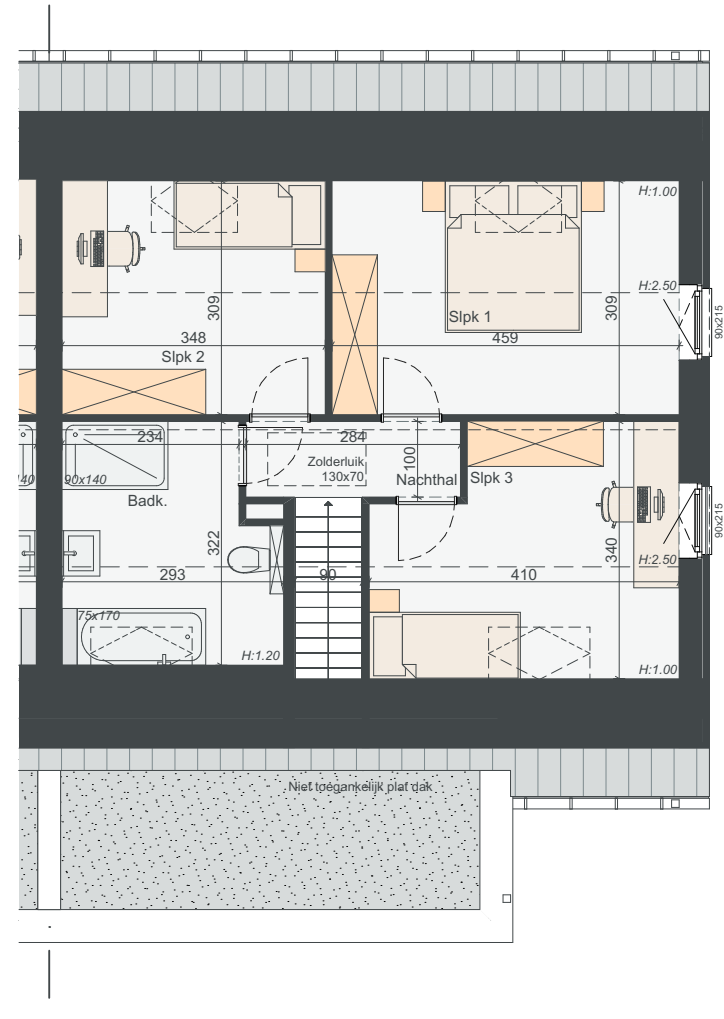 H:1.00
H:2.50
309
309
90x215
Slpk 1
348
459
Slpk 2
234
284
Zolderluik
130x70
100
Nachthal
Slpk 3
140
90x140
Badk.
322
340
90x215
H:2.50
293
90
410
75x170
H:1.20
H:1.00
Niet toegankelijk plat dak